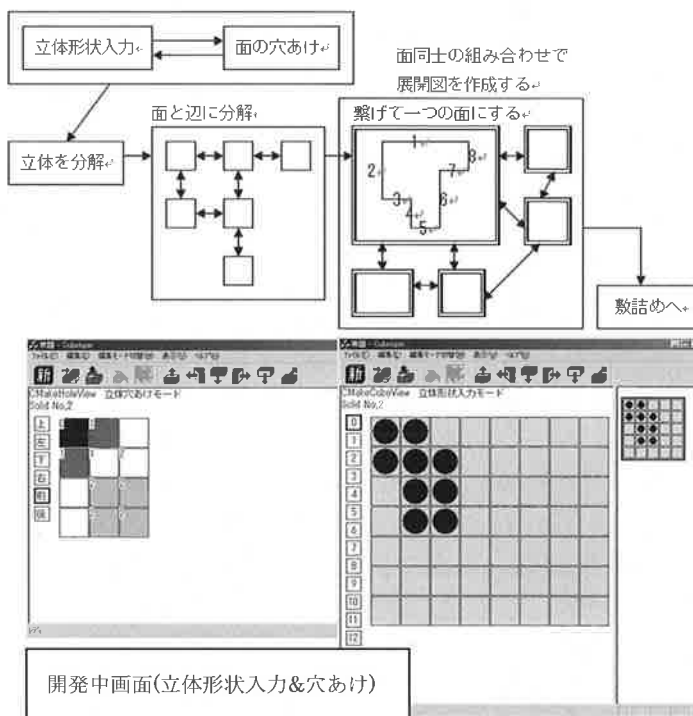 立体形状入力
面の穴あけ
面同士の組み合わせで
展開図を作成する
面と辺に分解
繋げて一つの面にする
立体を分解
1
2
3
4
5
6
7
8
敷詰めへ
CMakeHoleView 立体穴あけモード
Solid No,2
新
上
左
下
右
CMakeCubeView 立体形状入力モード
Solid No,2
新
0
1
2
3
4
5
6
7
8
9
10
11
12
開発中画面(立体形状入力&穴あけ)